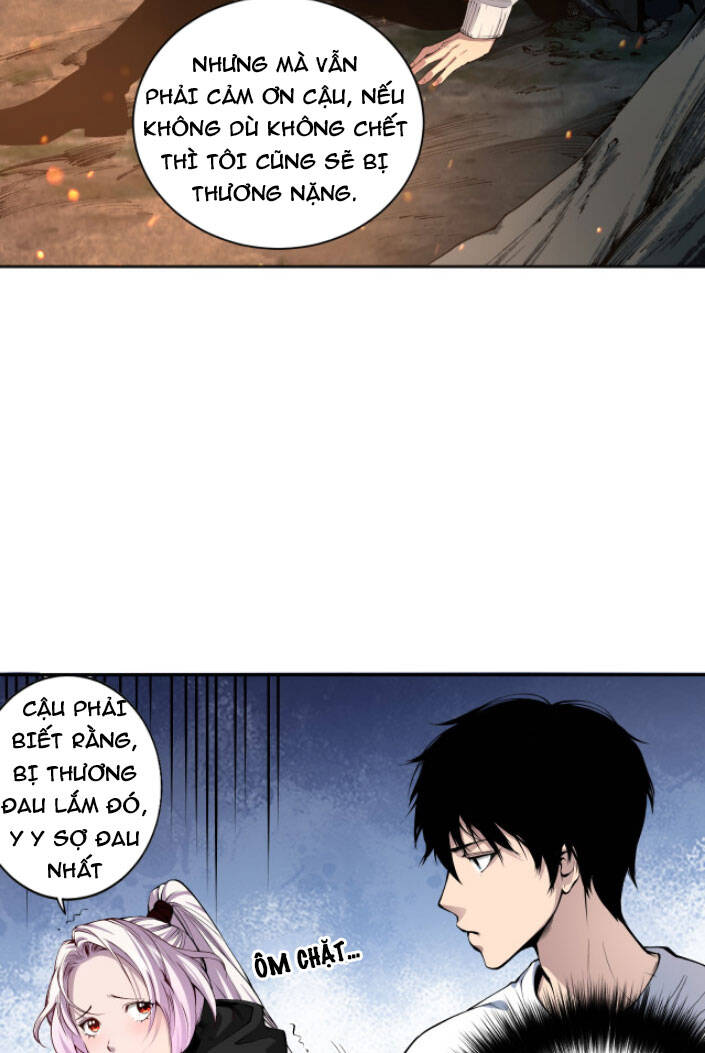 NHƯNG MÀ VẪN
PHẢI CẢM ƠN CẬU, NẾU
KHÔNG DÙ KHÔNG CHẾT
THÌ TÔI CŨNG SẼ BỊ
THƯƠNG NẶNG.
CẬU PHẢI
BIẾT RẰNG,
BỊ THƯƠNG
ĐAU LẮM ĐÓ,
Y Y SỢ ĐAU
NHẤT
ÔM CHẶT...